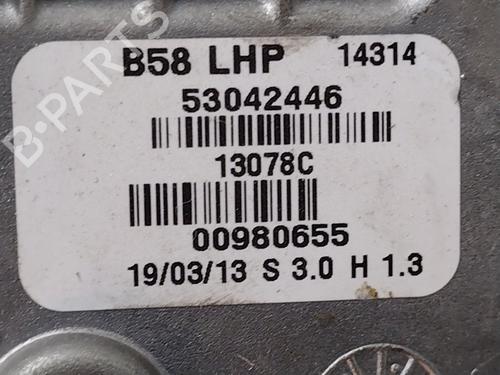 B58 LHP 14314
53042446
13078C
00980655
19/03/13 S 3.0 H 1.3
B-PARTS